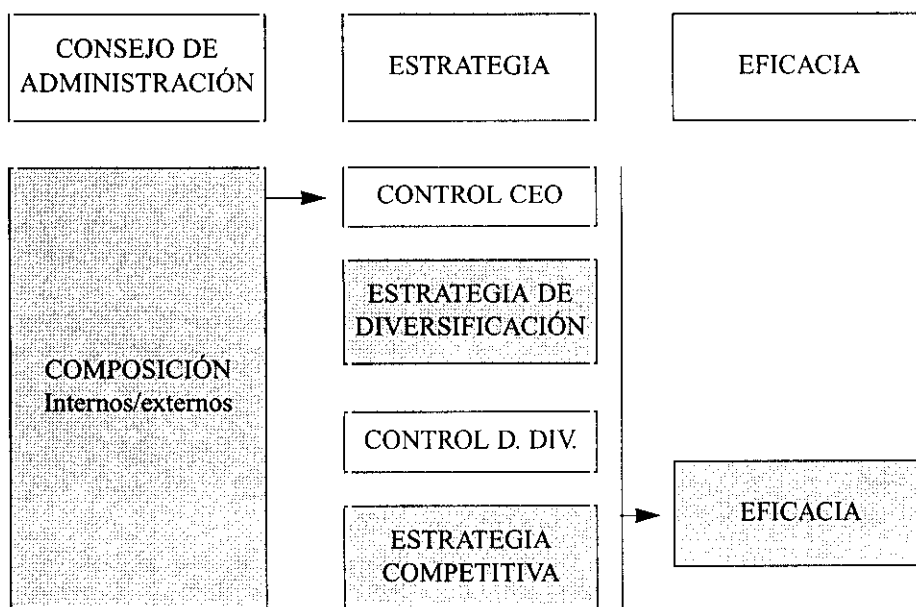 CONSEJO DE
ADMINISTRACIÓN
ESTRATEGIA
EFICACIA
COMPOSICIÓN
Internos/externos
CONTROL CEO
ESTRATEGIA DE
DIVERSIFICACIÓN
CONTROL D. DIV.
ESTRATEGIA
COMPETITIVA
EFICACIA